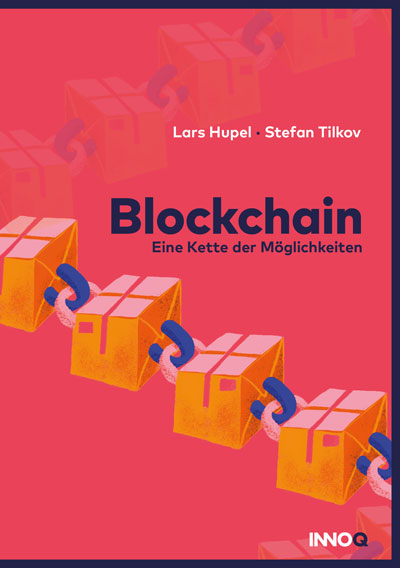 Lars Hupel · Stefan Tilkov
Blockchain
Eine Kette der Möglichkeiten
INNOQ